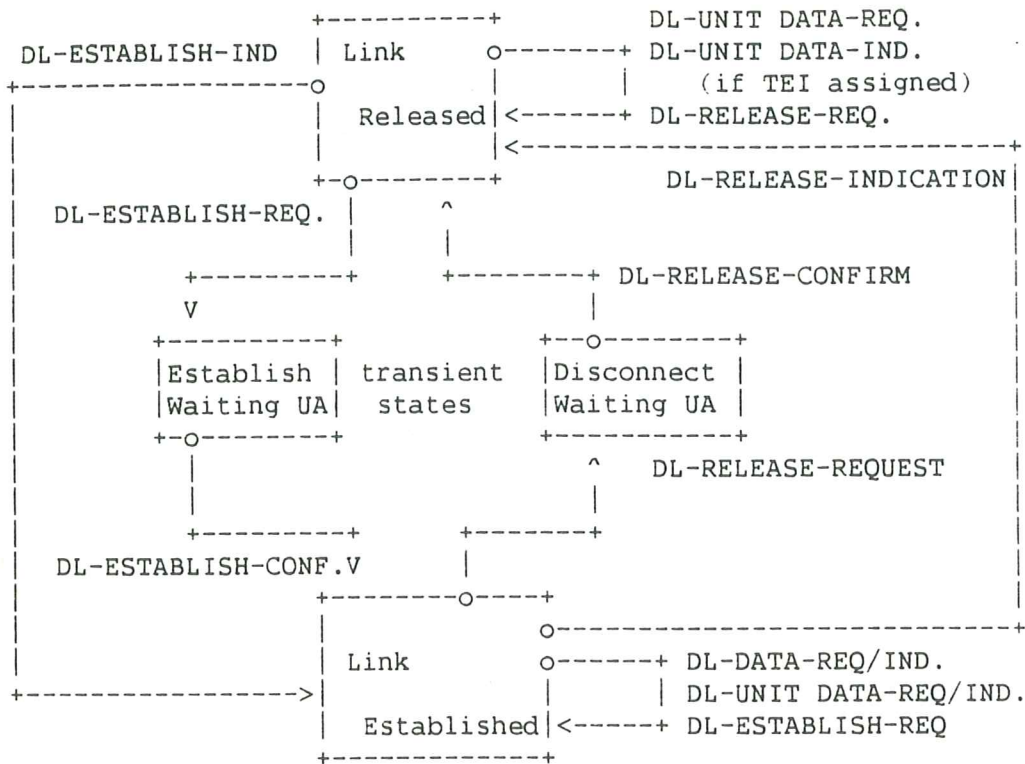 DL-UNIT DATA-REQ.
DL-ESTABLISH-IND Link DL-UNIT DATA-IND.
(if TEI assigned)
Released DL-RELEASE-REQ.
DL-RELEASE-INDICATION
DL-ESTABLISH-REQ.
DL-RELEASE-CONFIRM
V
Establish transient Disconnect
Waiting UA states Waiting UA
DL-RELEASE-REQUEST
DL-ESTABLISH-CONF.V
Link DL-DATA-REQ/IND.
DL-UNIT DATA-REQ/IND.
Established DL-ESTABLISH-REQ